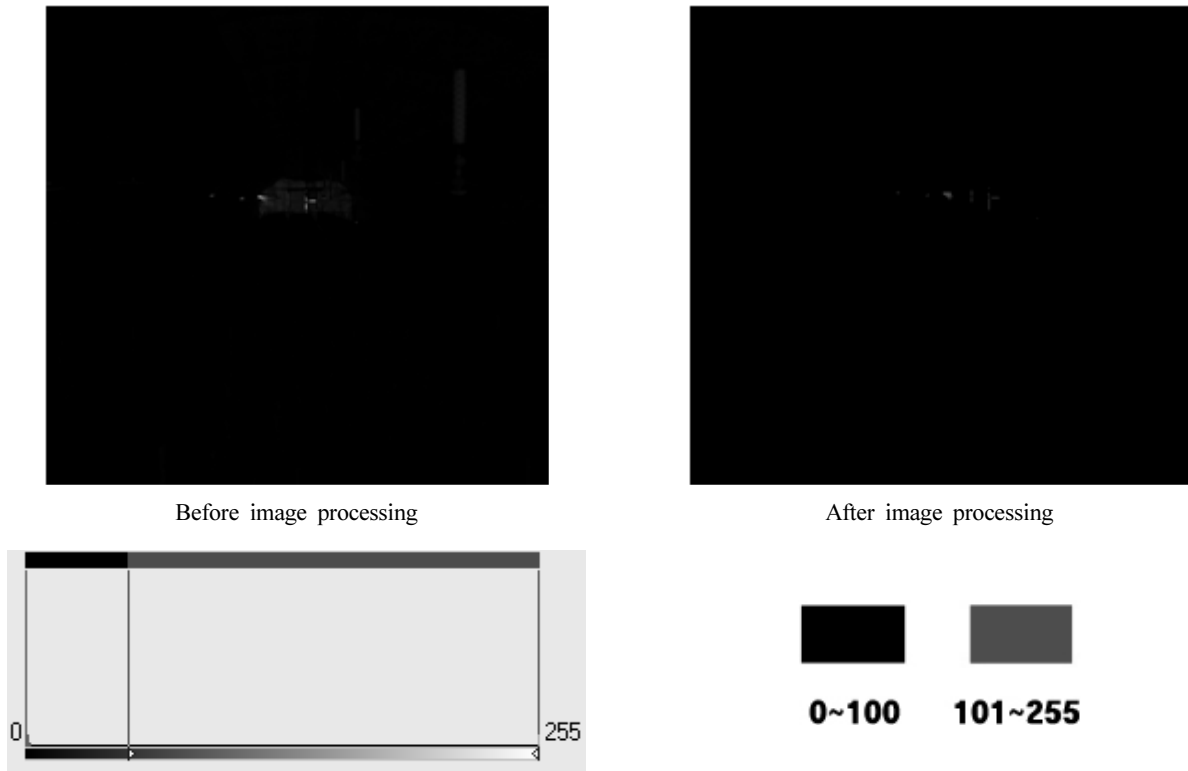 Before image processing
After image processing
0
255
0~100
101~255